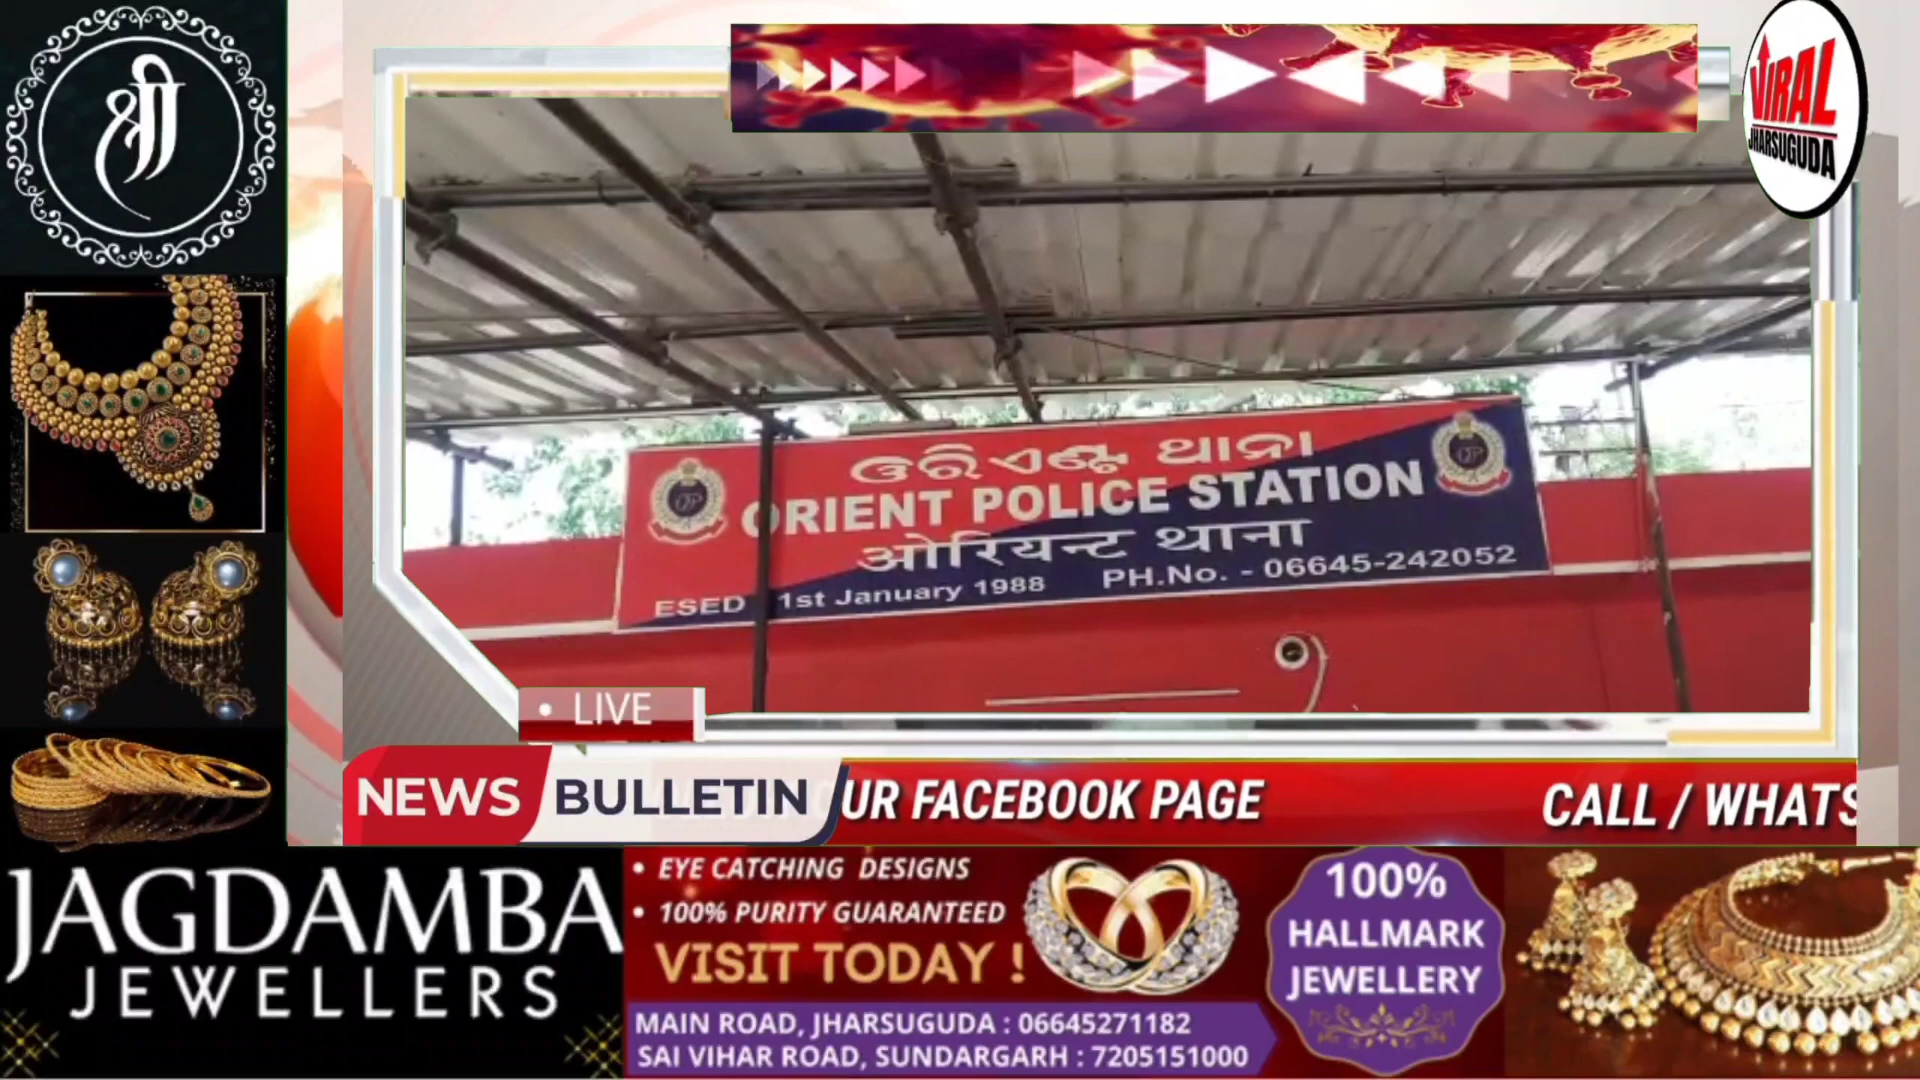 श्री
VIRAL
JHARSUGUDA
ଓରିଏଣ୍ଟ ଥାନା
ORIENT POLICE STATION
ओरियन्ट थाना
ESED 1st January 1988 PH.No. - 06645-242052
• LIVE
NEWS BULLETIN UR FACEBOOK PAGE CALL / WHATS
JAGDAMBA
JEWELLERS
• EYE CATCHING DESIGNS
• 100% PURITY GUARANTEED
VISIT TODAY !
MAIN ROAD, JHARSUGUDA : 06645271182
SAI VIHAR ROAD, SUNDARGARH : 7205151000
100%
HALLMARK
JEWELLERY